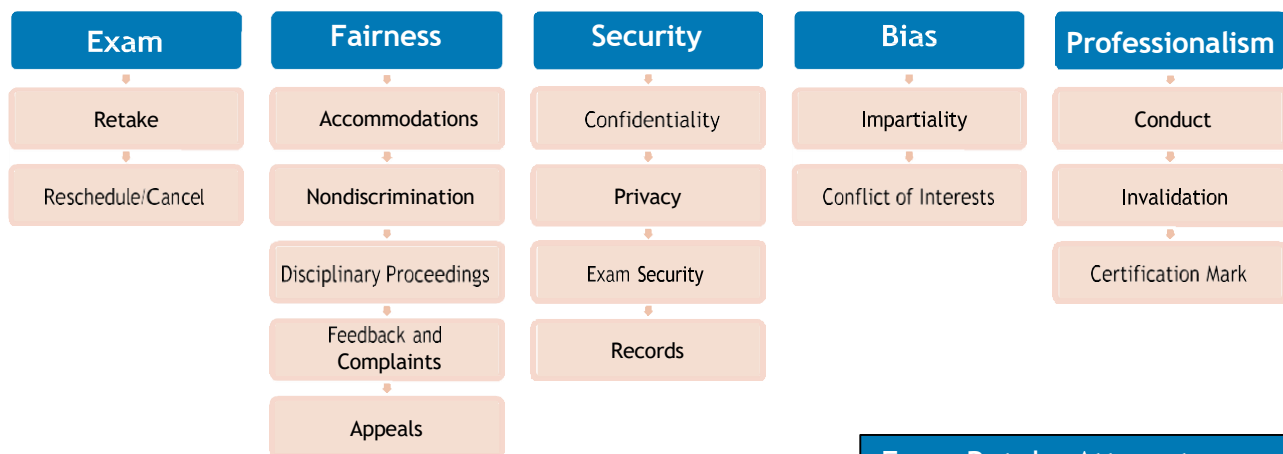 Exam
Retake
Reschedule/Cancel
Fairness
Accommodations
Nondiscrimination
Disciplinary Proceedings
Feedback and
Complaints
Appeals
Security
Confidentiality
Privacy
Exam Security
Records
Bias
Impartiality
Conflict of Interests
Professionalism
Conduct
Invalidation
Certification Mark